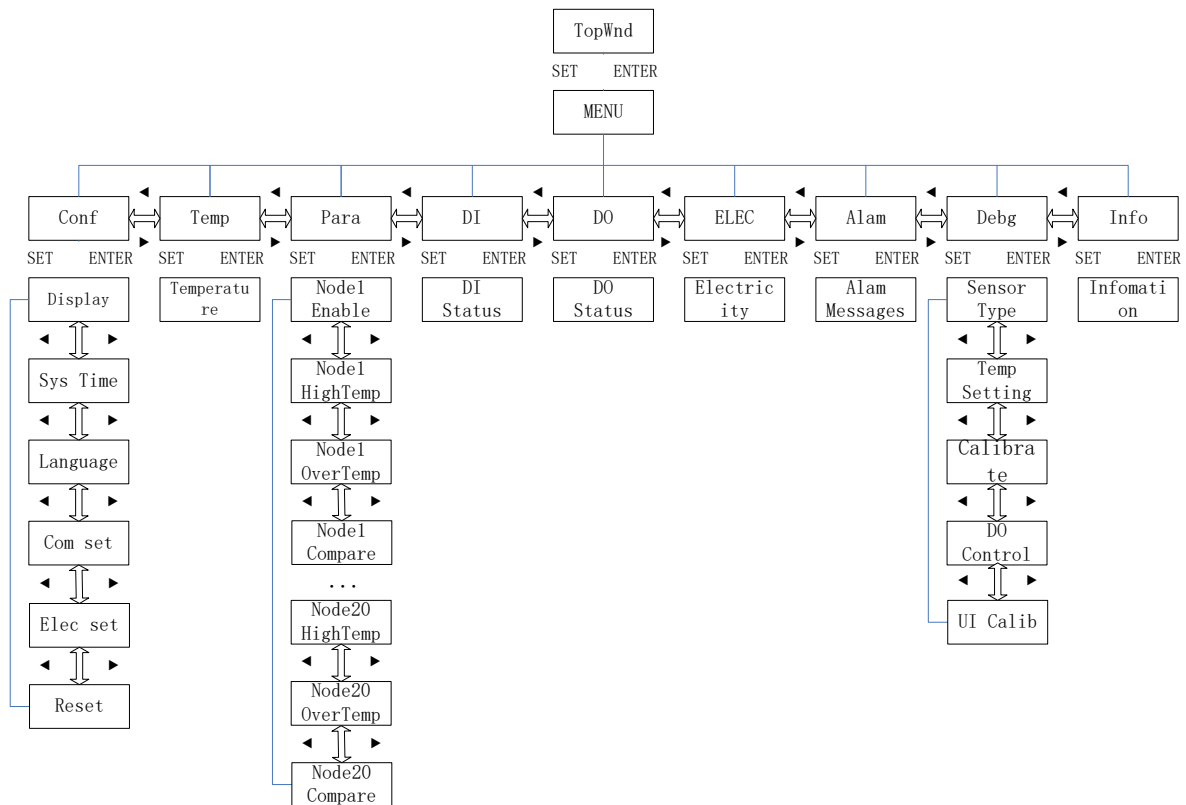 TopWnd
SET ENTER
MENU
Conf Temp Para DI DO ELEC Alam Debg Info
SET ENTER SET ENTER SET ENTER SET ENTER SET ENTER SET ENTER SET ENTER SET ENTER SET ENTER
Display
Sys Time
Language
Com set
Elec set
Reset
Temperatu
re
Node1
Enable
Node1
HighTemp
Node1
OverTemp
Node1
Compare
...
Node20
HighTemp
Node20
OverTemp
Node20
Compare
DI
Status
DO
Status
Electric
ity
Alam
Messages
Sensor
Type
Temp
Setting
Calibra
te
DO
Control
UI Calib
Infomati
on